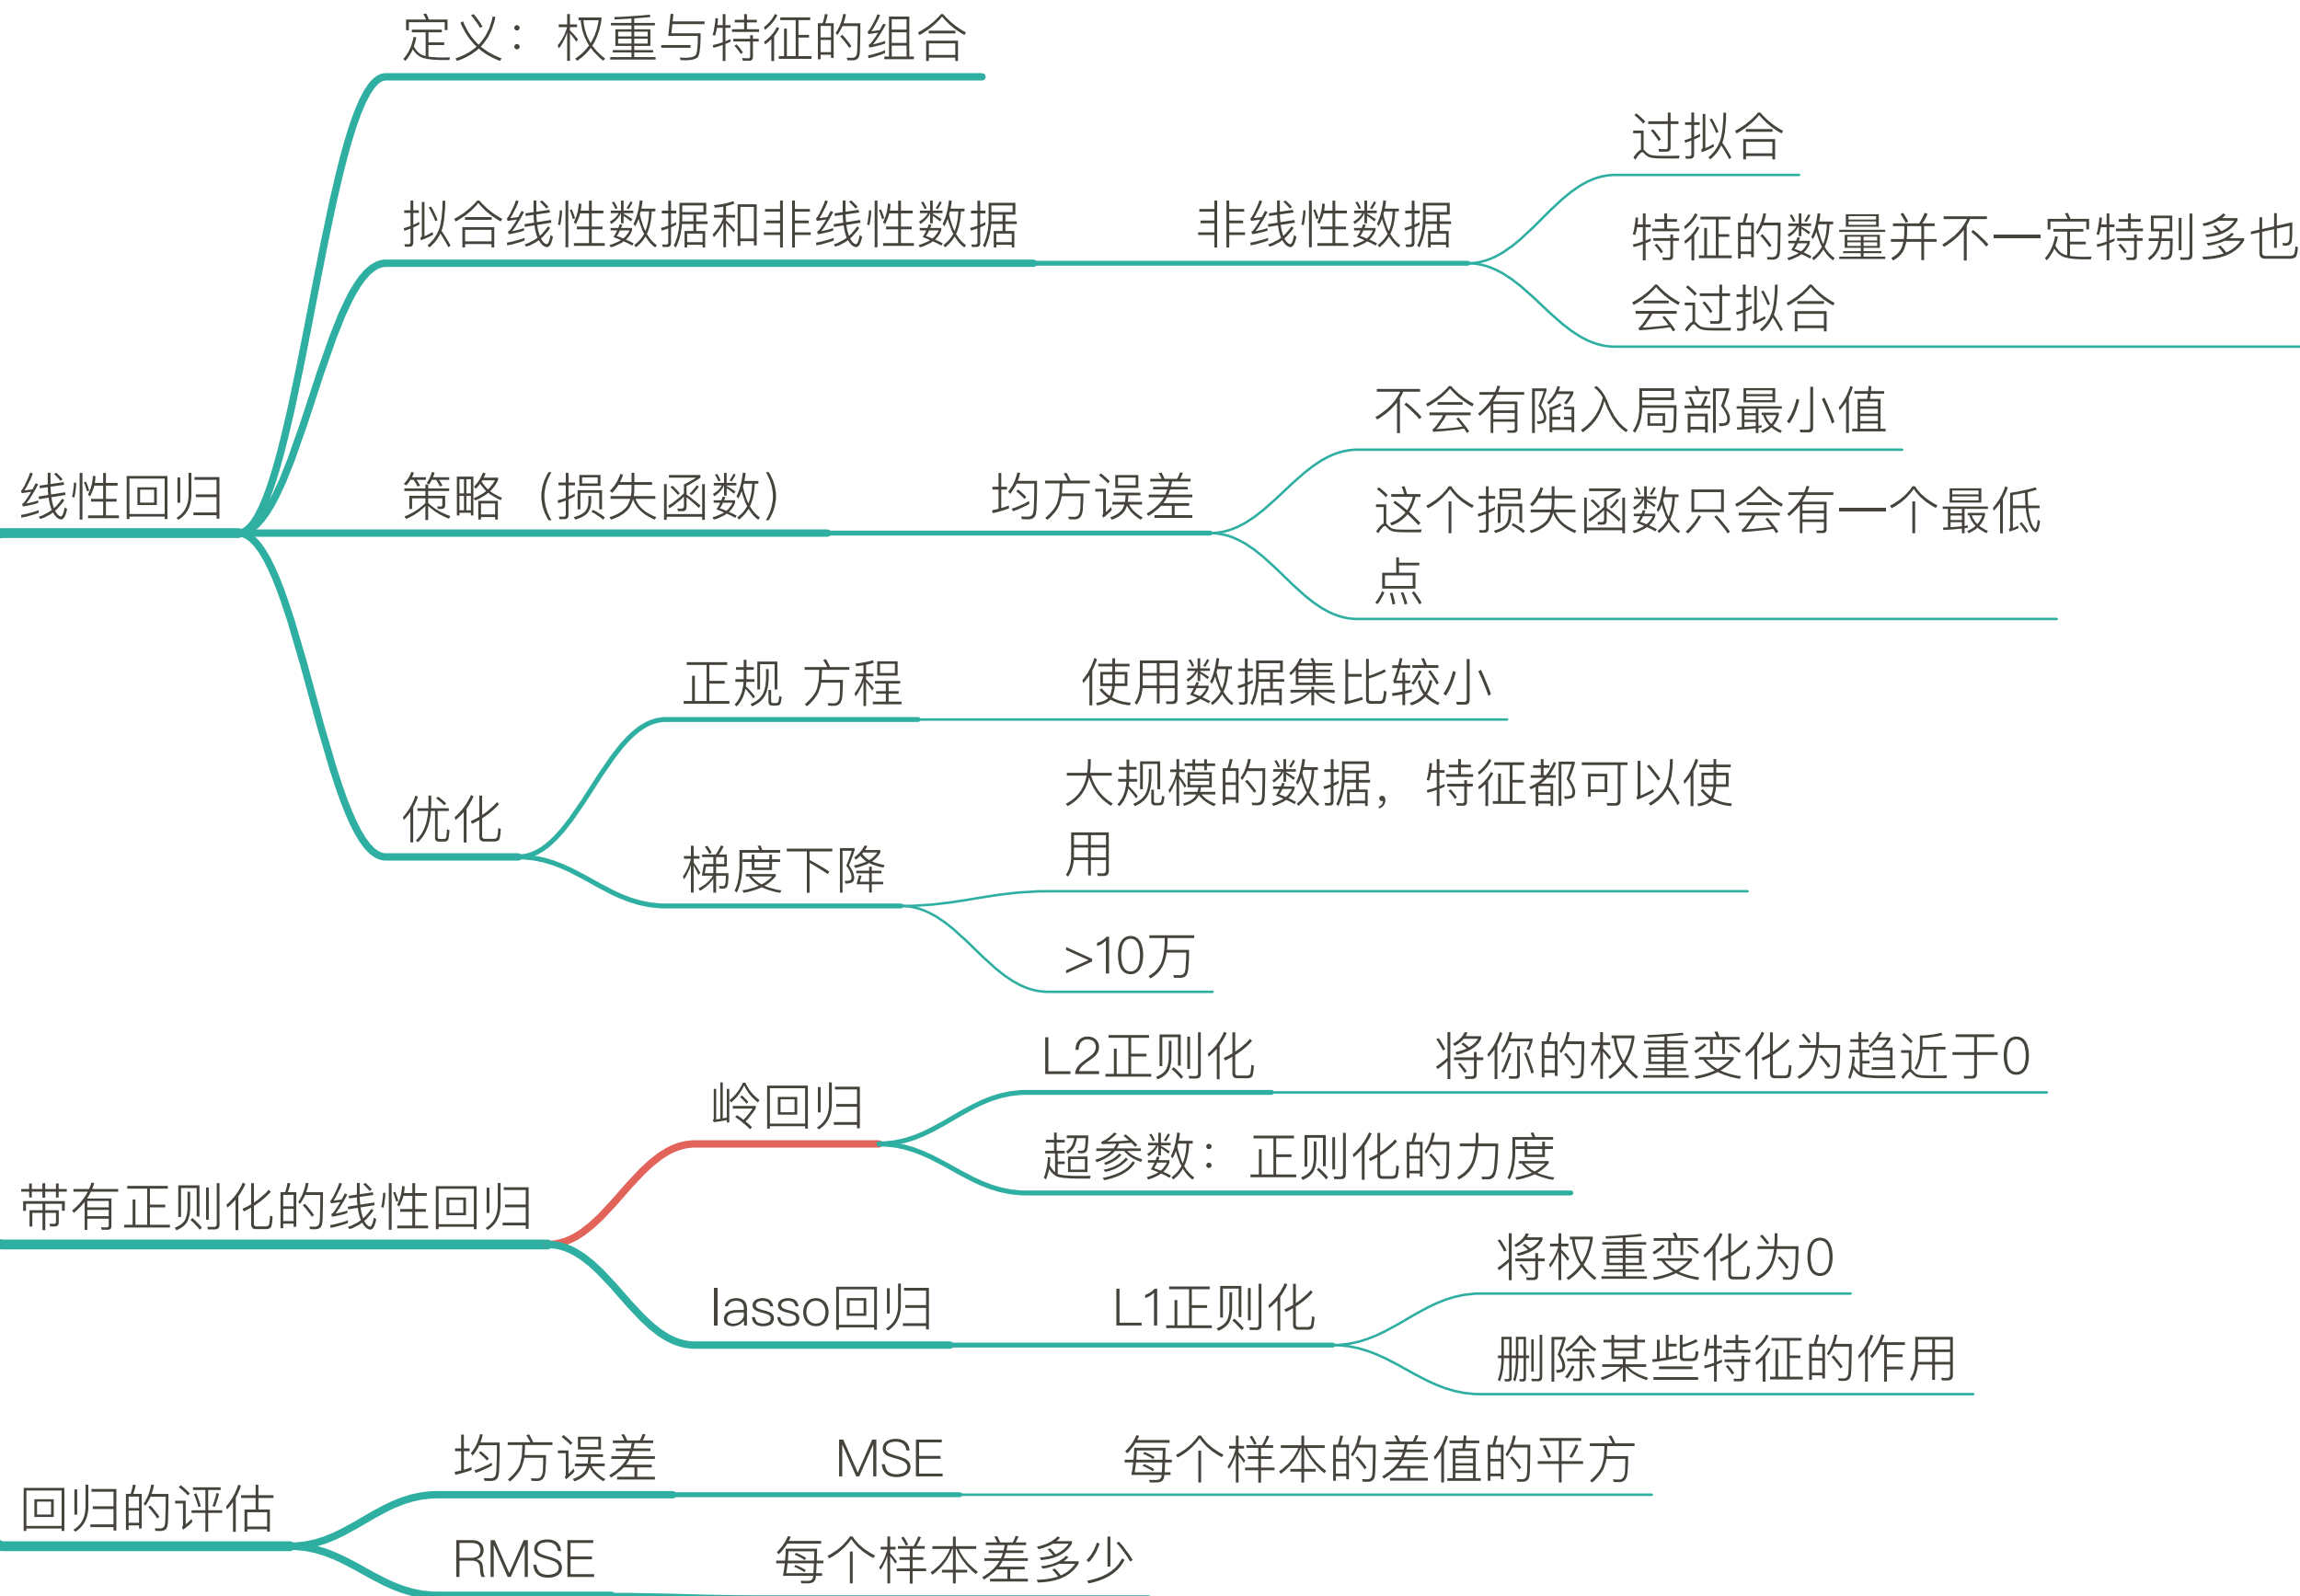 定义：权重与特征的组合
拟合线性数据和非线性数据
非线性数据
过拟合
特征的数量并不一定特别多也
会过拟合
线性回归
策略（损失函数）
均方误差
不会有陷入局部最小值
这个损失函数只会有一个最低
点
优化
正规 方程
使用数据集比较小
梯度下降
大规模的数据，特征都可以使
用
>10万
带有正则化的线性回归
岭回归
L2正则化
将你的权重变化为趋近于0
超参数：正则化的力度
lasso回归
L1正则化
将权重变化为0
删除某些特征的作用
回归的评估
均方误差
MSE
每个样本的差值的平方
RMSE
每个样本差多少